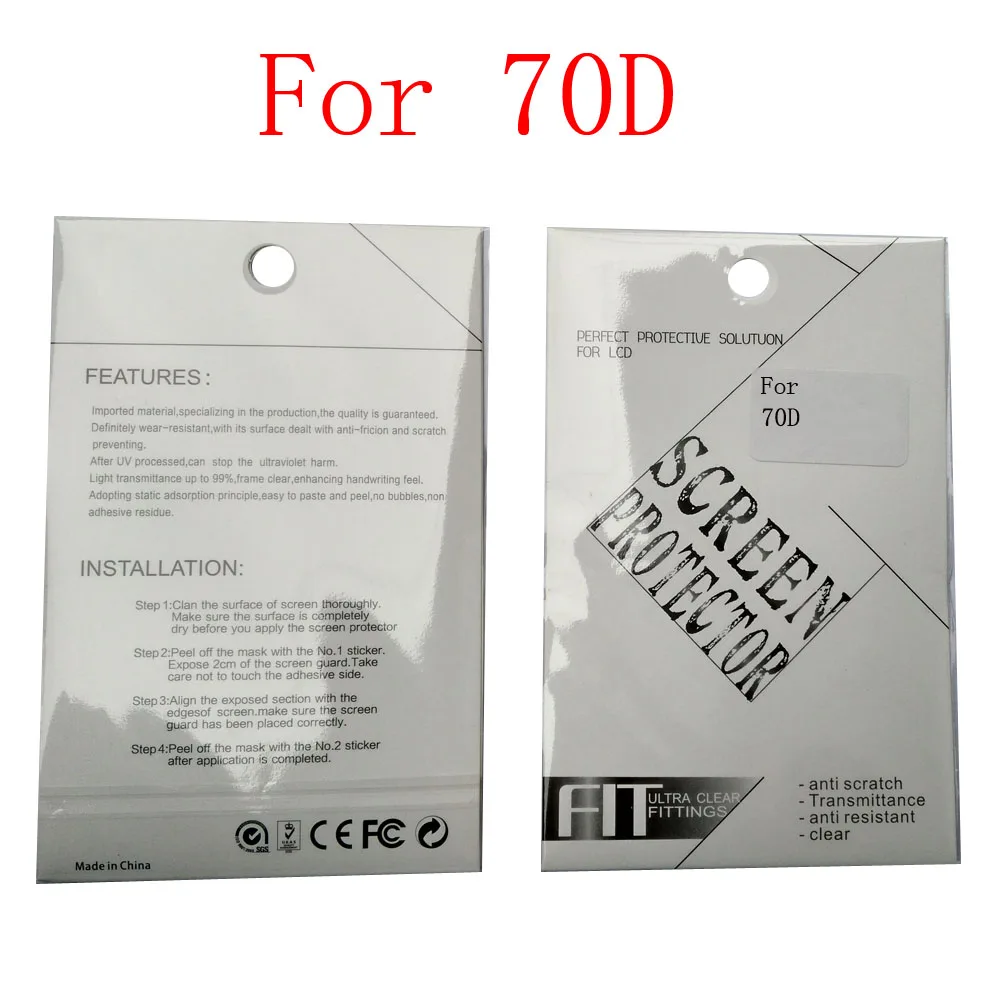 For 70D
FEATURES:
Imported material,specializing in the production,the quality is guaranteed.
Definitely wear-resistant,with its surface dealt with anti-fricion and scratch
preventing.
After UV processed,can stop the ultraviolet harm.
Light transmittance up to 99%,frame clear,enhancing handwriting feel.
Adopting static adsorption principle,easy to paste and peel,no bubbles,non
adhesive residue.
INSTALLATION:
Step 1:Clan the surface of screen thoroughly.
Make sure the surface is completely
dry before you apply the screen protector
Step2:Peel off the mask with the No.1 sticker.
Expose 2cm of the screen guard.Take
care not to touch the adhesive side.
Step3:Align the exposed section with the
edgesof screen.make sure the screen
guard has been placed correctly.
Step4:Peel off the mask with the No.2 sticker
after application is completed.
SGS
UKAS
CE FC
Made in China
PERFECT PROTECTIVE SOLUTUON
FOR LCD
For
70D
SCREEN
PROTECTOR
FIT
ULTRA CLEAR
FITTINGS
- anti scratch
- Transmittance
- anti resistant
- clear